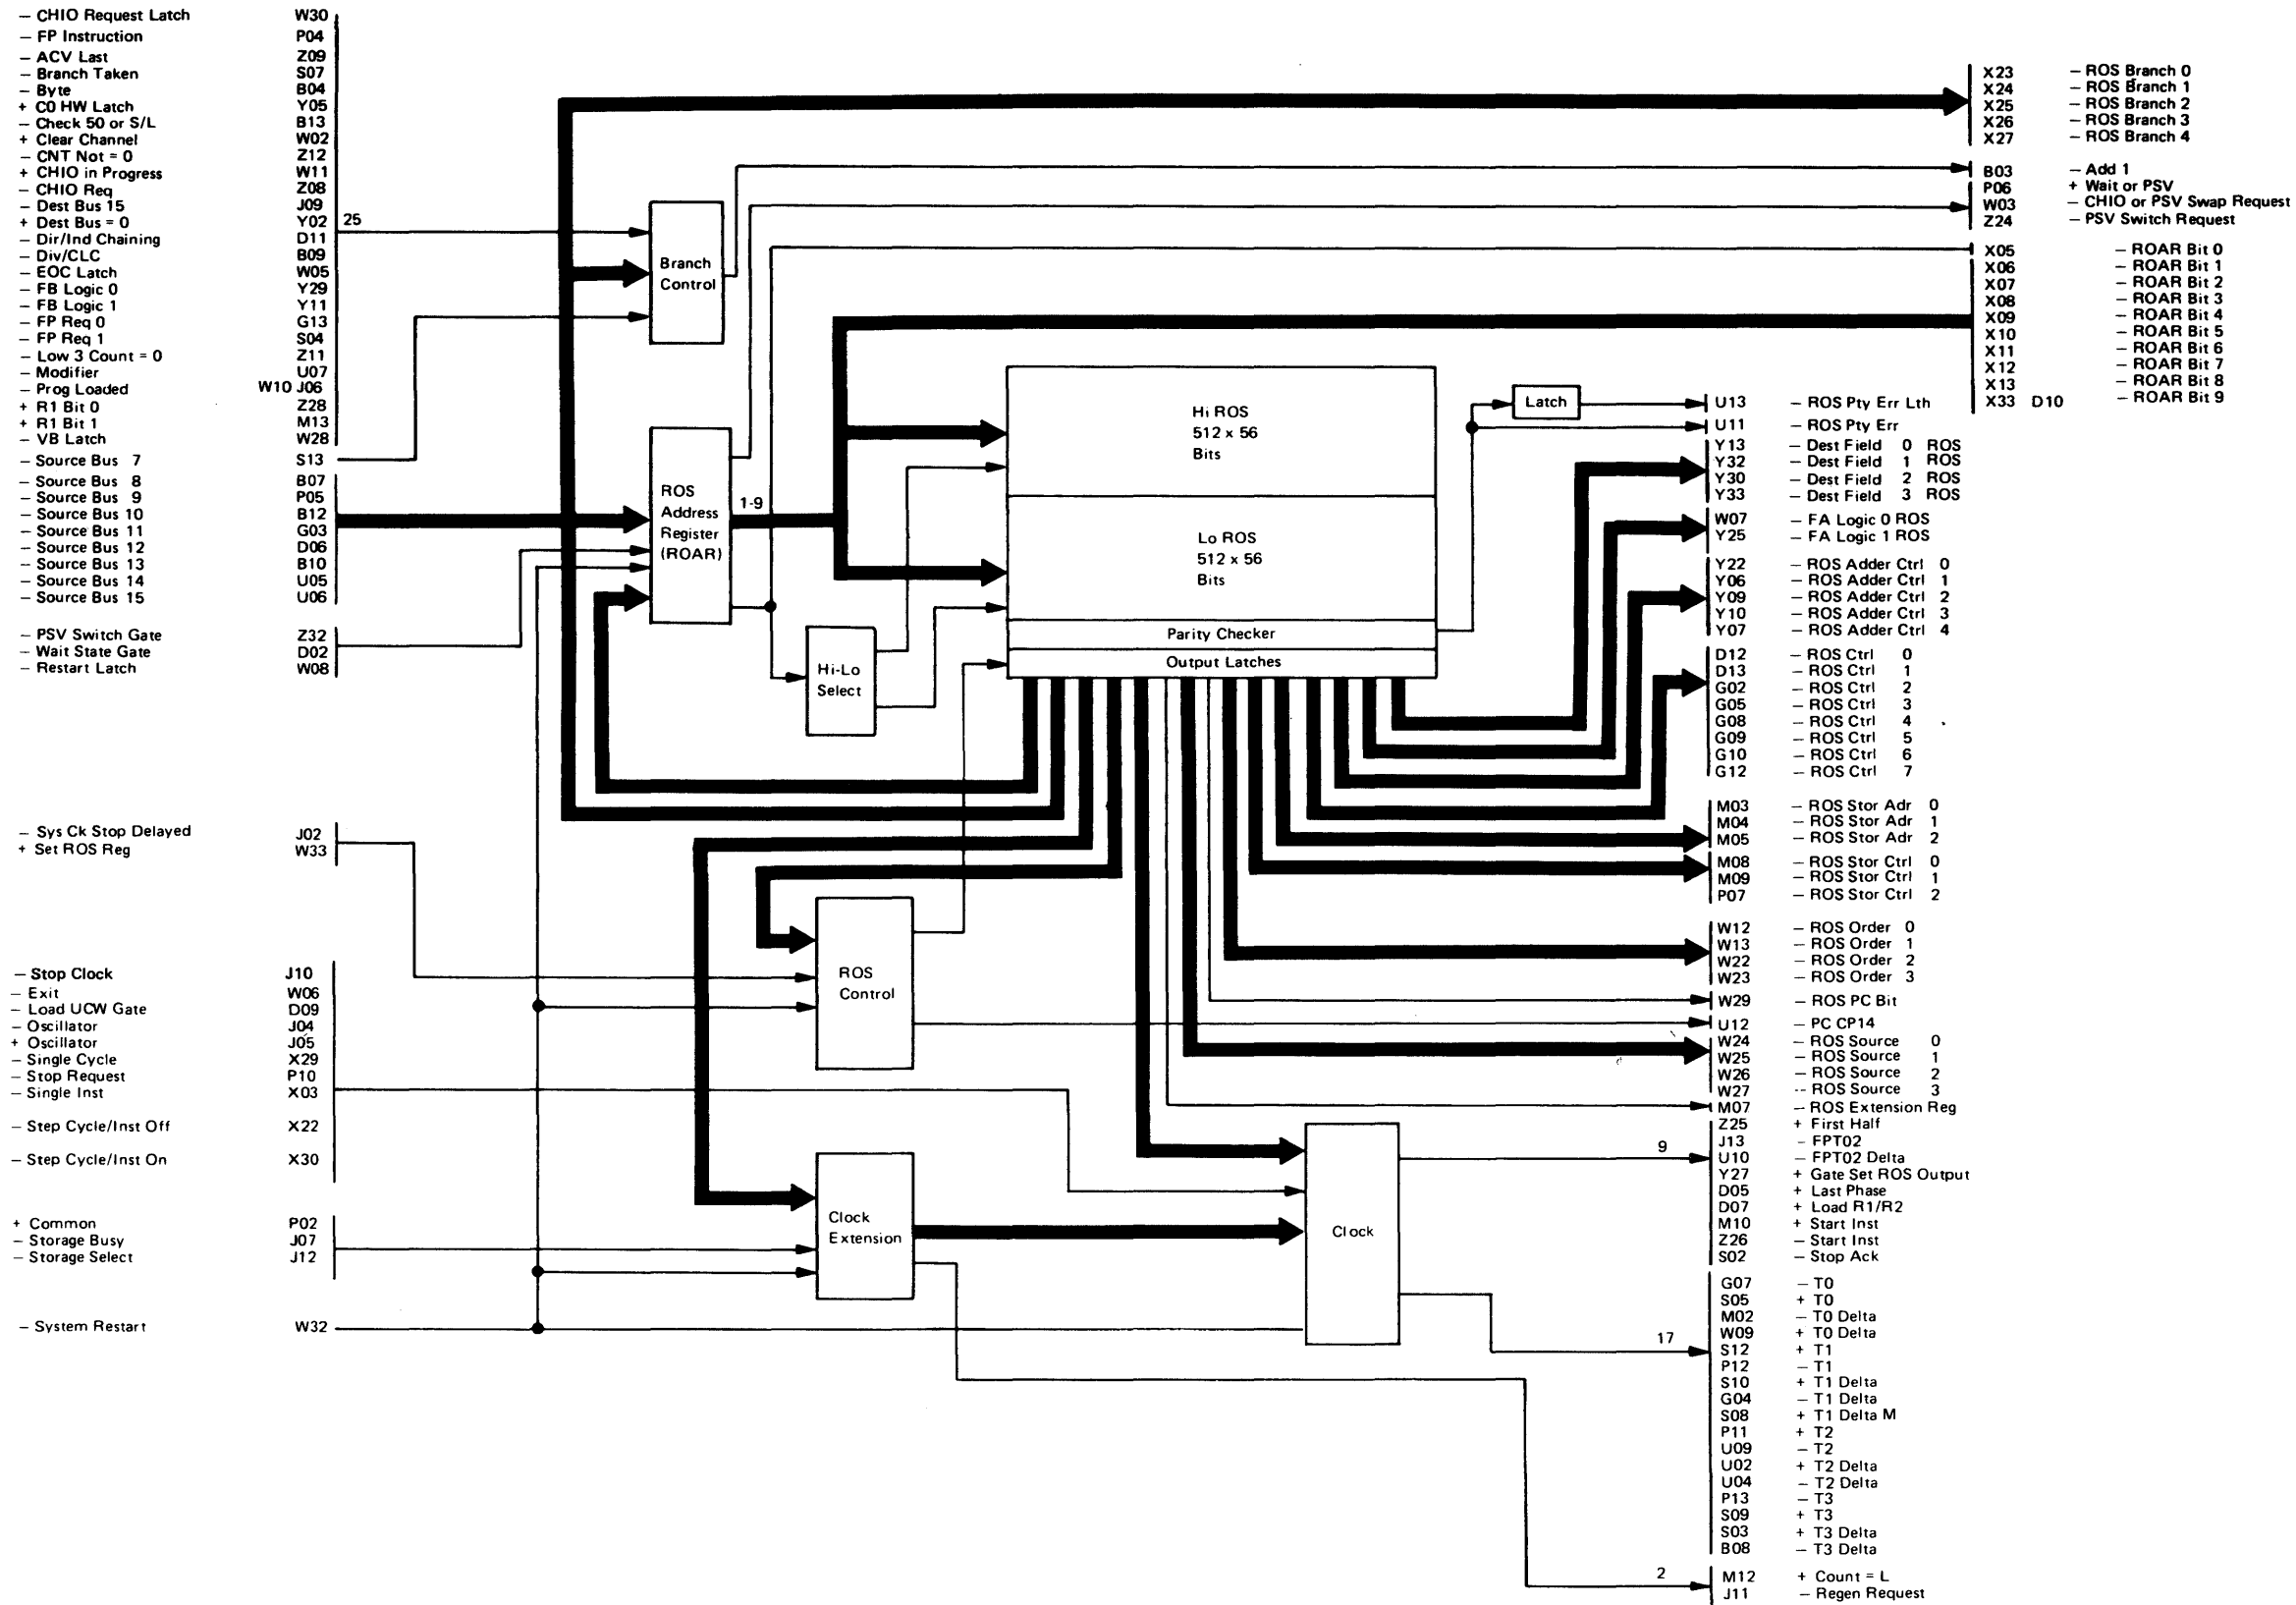 – CHIO Request Latch W30
– FP Instruction P04
– ACV Last Z09
– Branch Taken S07
– Byte B04
+ C0 HW Latch Y05
– Check 50 or S/L B13
+ Clear Channel W02
– CNT Not = 0 Z12
+ CHIO in Progress W11
– CHIO Req Z08
– Dest Bus 15 J09
+ Dest Bus = 0 Y02
– Dir/Ind Chaining D11
– Div/CLC B09
– EOC Latch W05
– FB Logic 0 Y29
– FB Logic 1 Y11
– FP Req 0 G13
– FP Req 1 S04
– Low 3 Count = 0 Z11
– Modifier U07
– Prog Loaded W10 J06
+ R1 Bit 0 Z28
+ R1 Bit 1 M13
– VB Latch W28
– Source Bus 7 S13
– Source Bus 8 B07
– Source Bus 9 P05
– Source Bus 10 B12
– Source Bus 11 G03
– Source Bus 12 D06
– Source Bus 13 B10
– Source Bus 14 U05
– Source Bus 15 U06
– PSV Switch Gate Z32
– Wait State Gate D02
– Restart Latch W08
– Sys Ck Stop Delayed J02
+ Set ROS Reg W33
– Stop Clock J10
– Exit W06
– Load UCW Gate D09
– Oscillator J04
+ Oscillator J05
– Single Cycle X29
– Stop Request P10
– Single Inst X03
– Step Cycle/Inst Off X22
– Step Cycle/Inst On X30
+ Common P02
– Storage Busy J07
– Storage Select J12
– System Restart W32
25
Branch
Control
ROS
Address
Register
(ROAR)
1-9
Hi-Lo
Select
Hi ROS
512 x 56
Bits
Lo ROS
512 x 56
Bits
Parity Checker
Output Latches
Latch
ROS
Control
Clock
Extension
Clock
9
17
2
X23 – ROS Branch 0
X24 – ROS Branch 1
X25 – ROS Branch 2
X26 – ROS Branch 3
X27 – ROS Branch 4
B03 – Add 1
P06 + Wait or PSV
W03 – CHIO or PSV Swap Request
Z24 – PSV Switch Request
X05 – ROAR Bit 0
X06 – ROAR Bit 1
X07 – ROAR Bit 2
X08 – ROAR Bit 3
X09 – ROAR Bit 4
X10 – ROAR Bit 5
X11 – ROAR Bit 6
X12 – ROAR Bit 7
X13 – ROAR Bit 8
X33 D10 – ROAR Bit 9
U13 – ROS Pty Err Lth
U11 – ROS Pty Err
Y13 – Dest Field 0 ROS
Y32 – Dest Field 1 ROS
Y30 – Dest Field 2 ROS
Y33 – Dest Field 3 ROS
W07 – FA Logic 0 ROS
Y25 – FA Logic 1 ROS
Y22 – ROS Adder Ctrl 0
Y06 – ROS Adder Ctrl 1
Y09 – ROS Adder Ctrl 2
Y10 – ROS Adder Ctrl 3
Y07 – ROS Adder Ctrl 4
D12 – ROS Ctrl 0
D13 – ROS Ctrl 1
G02 – ROS Ctrl 2
G05 – ROS Ctrl 3
G08 – ROS Ctrl 4
G09 – ROS Ctrl 5
G10 – ROS Ctrl 6
G12 – ROS Ctrl 7
M03 – ROS Stor Adr 0
M04 – ROS Stor Adr 1
M05 – ROS Stor Adr 2
M08 – ROS Stor Ctrl 0
M09 – ROS Stor Ctrl 1
P07 – ROS Stor Ctrl 2
W12 – ROS Order 0
W13 – ROS Order 1
W22 – ROS Order 2
W23 – ROS Order 3
W29 – ROS PC Bit
U12 – PC CP14
W24 – ROS Source 0
W25 – ROS Source 1
W26 – ROS Source 2
W27 – ROS Source 3
M07 – ROS Extension Reg
Z25 + First Half
J13 – FPT02
U10 – FPT02 Delta
Y27 + Gate Set ROS Output
D05 + Last Phase
D07 + Load R1/R2
M10 + Start Inst
Z26 – Start Inst
S02 – Stop Ack
G07 – T0
S05 + T0
M02 – T0 Delta
W09 + T0 Delta
S12 + T1
P12 – T1
S10 + T1 Delta
G04 – T1 Delta
S08 + T1 Delta M
P11 + T2
U09 – T2
U02 + T2 Delta
U04 – T2 Delta
P13 – T3
S09 + T3
S03 + T3 Delta
B08 – T3 Delta
M12 + Count = L
J11 – Regen Request